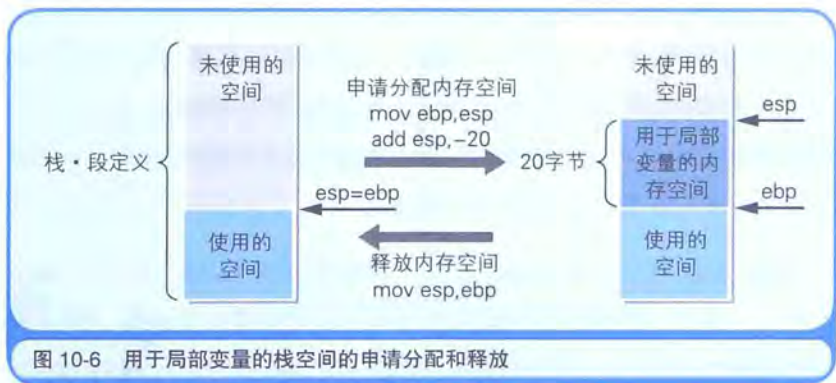 未使用的
空间
栈·段定义
esp=ebp
使用的
空间
申请分配内存空间
mov ebp,esp
add esp,-20
释放内存空间
mov esp,ebp
未使用的
空间
esp
20字节
用于局部
变量的内
存空间
ebp
使用的
空间
图 10-6 用于局部变量的栈空间的申请分配和释放